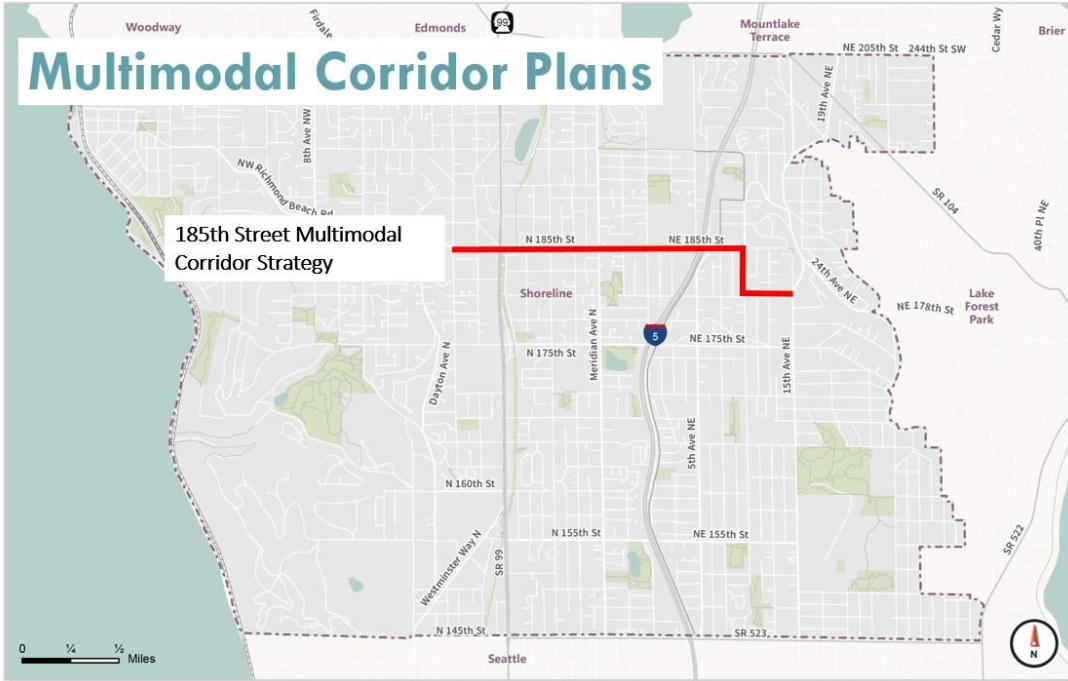 Woodway
Firdale
Edmonds
99
Mountlake
Terrace
Cedar Wy
Brier
Multimodal Corridor Plans
NE 205th St
244th St SW
19th Ave NE
8th Ave NW
NW Richmond Beach Rd
SR 104
40th Pl NE
185th Street Multimodal
Corridor Strategy
N 185th St
NE 185th St
24th Ave NE
Shoreline
Meridian Ave N
NE 178th St
Lake
Forest
Park
5
N 175th St
NE 175th St
Dayton Ave N
15th Ave NE
5th Ave NE
N 160th St
N 155th St
NE 155th St
Westminster Way N
SR 99
SR 522
N 145th St
SR 523
0 ¼ ½
Miles
Seattle
N